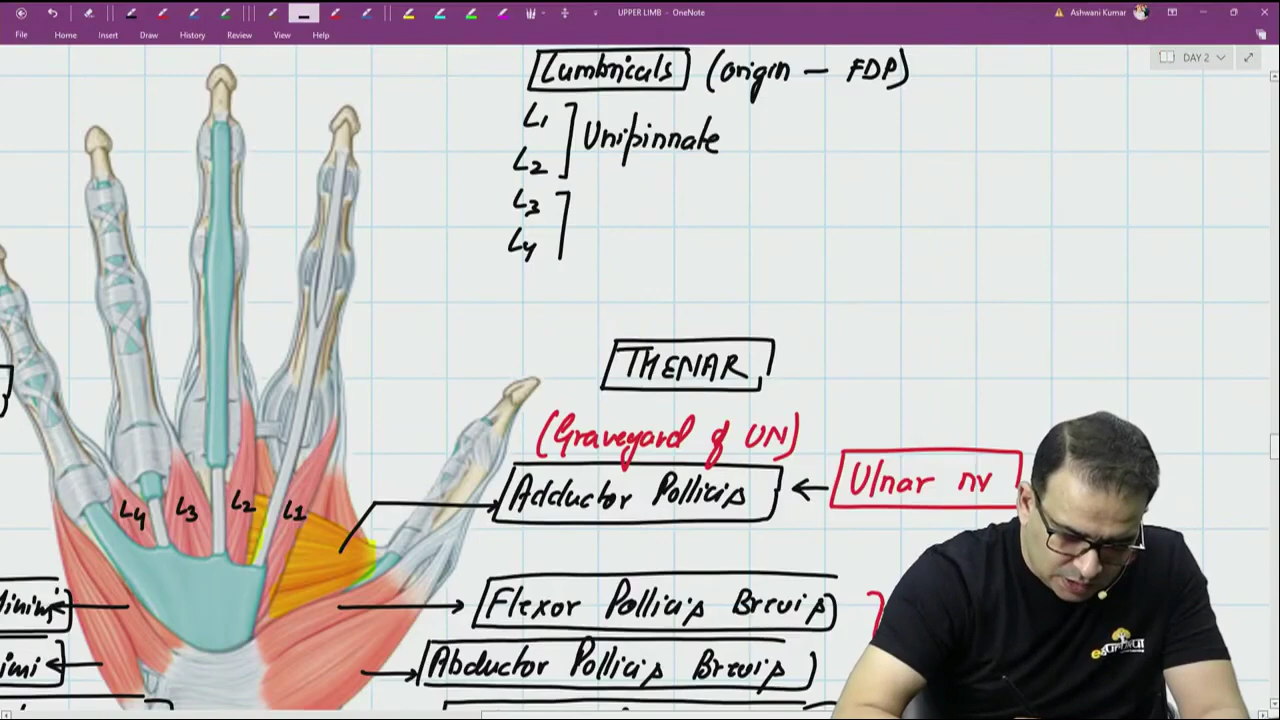 UPPER LIMB - OneNote
Ashwani Kumar
File Home Insert Draw History Review View Help
DAY 2
Lumbricals (origin — FDP)
L1
L2
Unipinnate
L3
L4
THENAR
(Graveyard of UN)
Adductor Pollicis
Ulnar nv
L4 L3 L2 L1
Minimi
Flexor Pollicis Brevis
imi
Abductor Pollicis Brevis